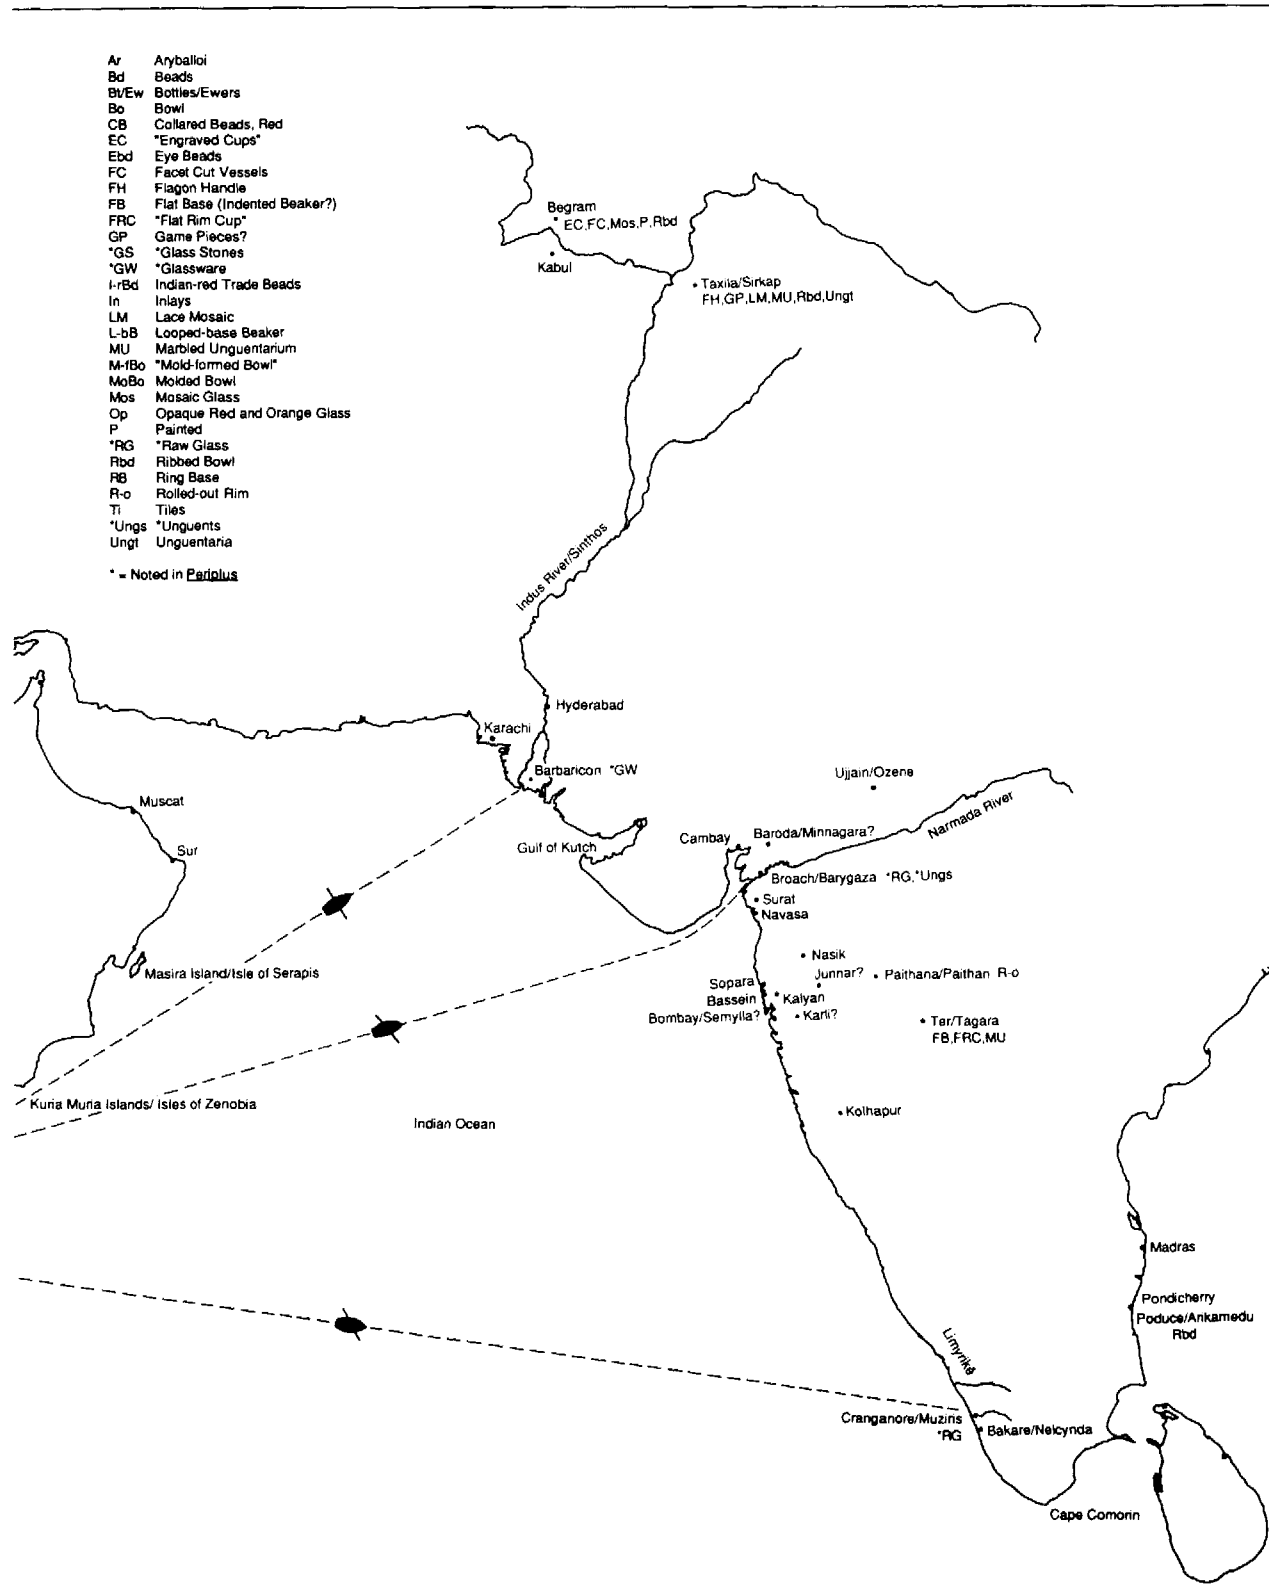 Ar Aryballoi
Bd Beads
Bt/Ew Bottles/Ewers
Bo Bowl
CB Collared Beads, Red
EC "Engraved Cups"
Ebd Eye Beads
FC Facet Cut Vessels
FH Flagon Handle
FB Flat Base (Indented Beaker?)
FRC "Flat Rim Cup"
GP Game Pieces?
*GS *Glass Stones
*GW *Glassware
I-rBd Indian-red Trade Beads
In Inlays
LM Lace Mosaic
L-bB Looped-base Beaker
MU Marbled Unguentarium
M-fBo "Mold-formed Bowl"
MoBo Molded Bowl
Mos Mosaic Glass
Op Opaque Red and Orange Glass
P Painted
*RG *Raw Glass
Rbd Ribbed Bowl
RB Ring Base
R-o Rolled-out Rim
Ti Tiles
*Ungs *Unguents
Ungt Unguentaria
* = Noted in Periplus
Begram
EC,FC,Mos,P,Rbd
Kabul
Taxila/Sirkap
FH,GP,LM,MU,Rbd,Ungt
Indus River/Sinthos
Hyderabad
Karachi
Barbaricon *GW
Muscat
Sur
Gulf of Kutch
Ujjain/Ozene
Narmada River
Cambay
Baroda/Minnagara?
Broach/Barygaza *RG,*Ungs
Surat
Navasa
Masira Island/Isle of Serapis
Nasik
Junnar?
Paithana/Paithan R-o
Sopara
Bassein
Kalyan
Bombay/Semylla?
Karli?
Ter/Tagara
FB,FRC,MU
Kuria Muria Islands/ Isles of Zenobia
Indian Ocean
Kolhapur
Madras
Pondicherry
Poduce/Arikamedu
Rbd
Limyrikê
Cranganore/Muziris
*RG
Bakare/Nelcynda
Cape Comorin